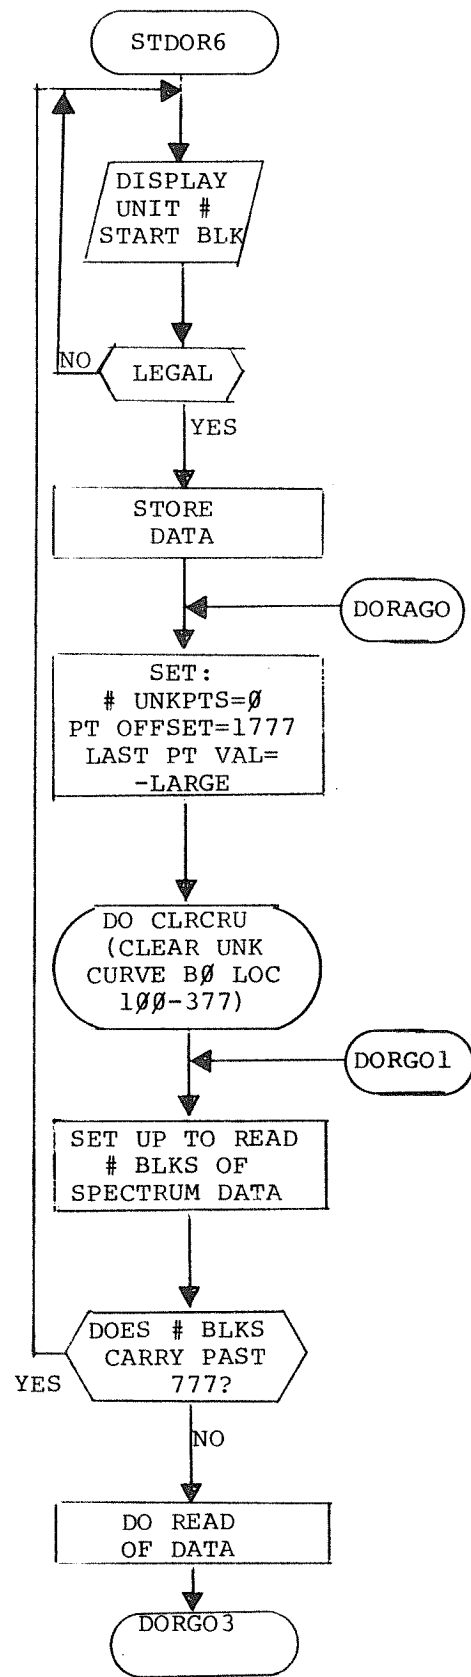 STDOR6
DISPLAY
UNIT #
START BLK
NO
LEGAL
YES
STORE
DATA
DORAGO
SET:
# UNKPTS=Ø
PT OFFSET=1777
LAST PT VAL=
-LARGE
DO CLRCRU
(CLEAR UNK
CURVE BØ LOC
1ØØ-377)
DORGO1
SET UP TO READ
# BLKS OF
SPECTRUM DATA
DOES # BLKS
CARRY PAST
777?
YES
NO
DO READ
OF DATA
DORGO3